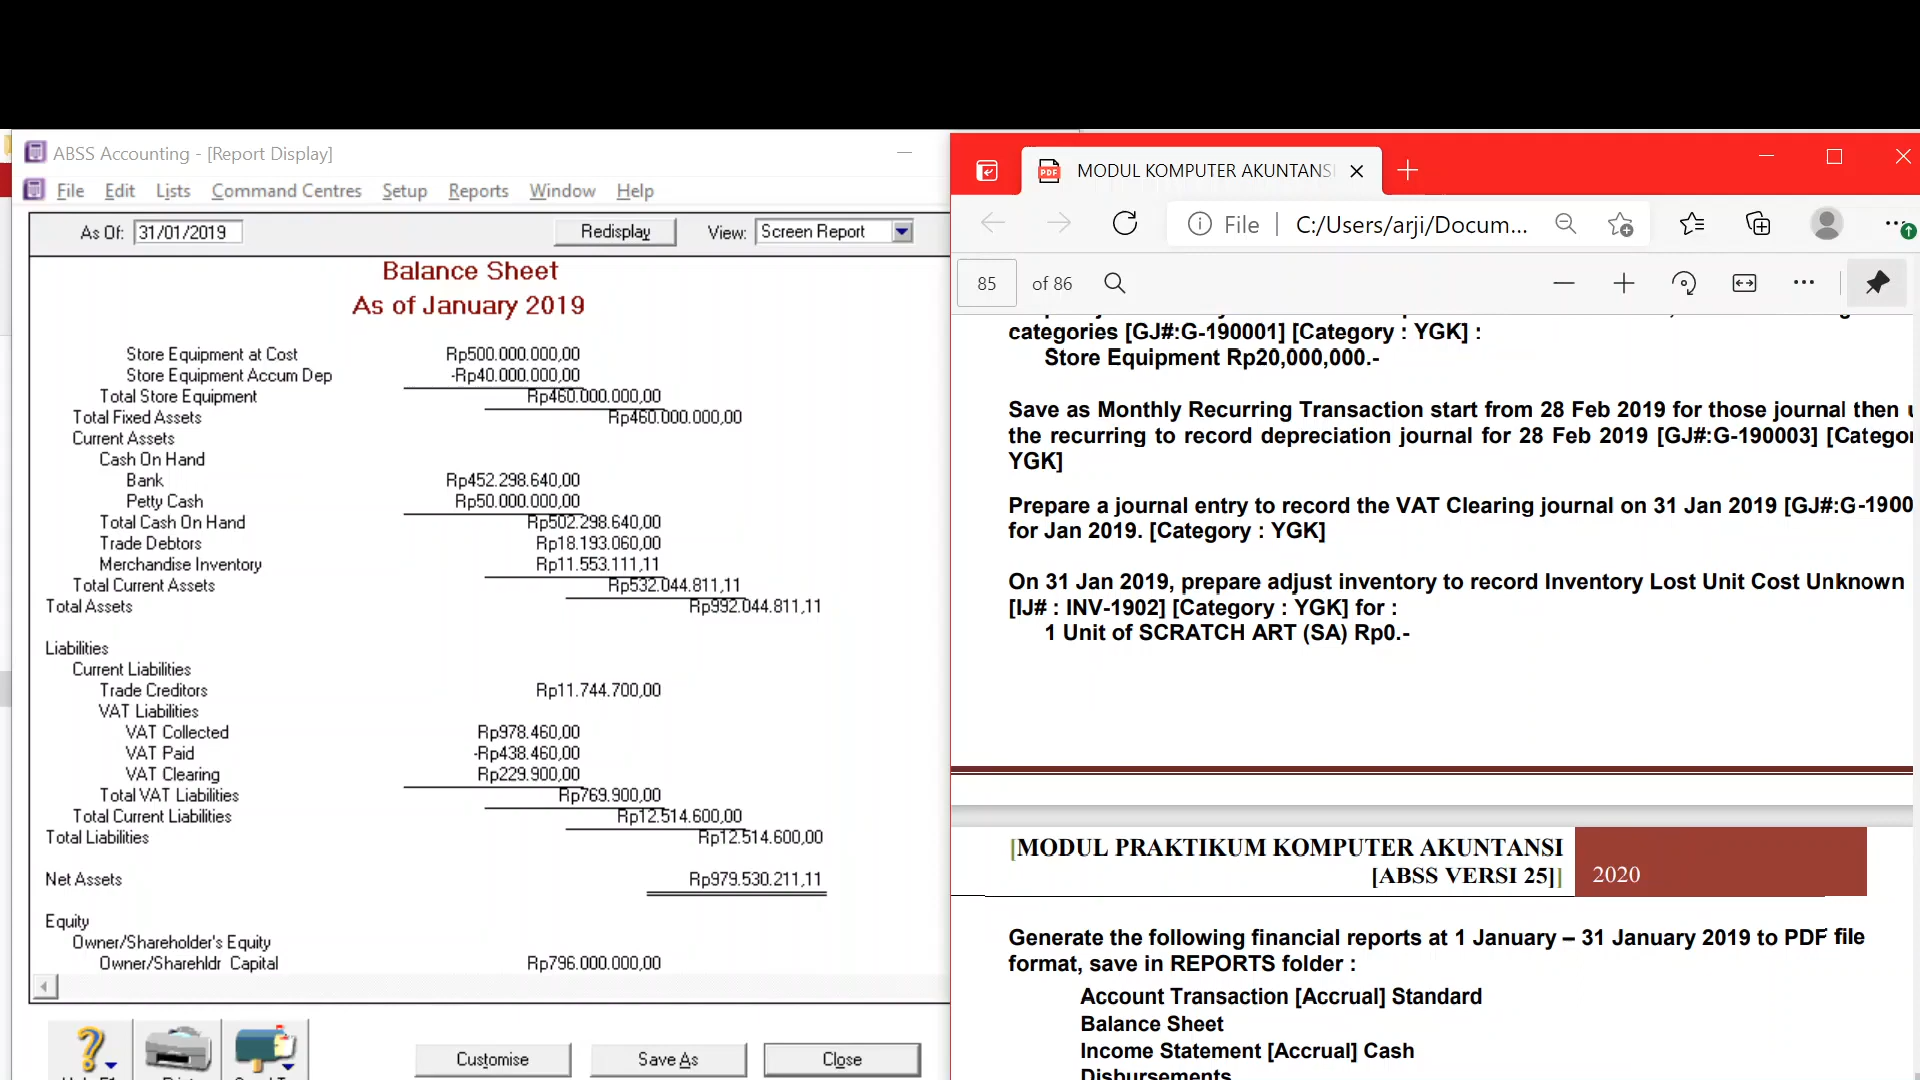 ABSS Accounting - [Report Display]
File Edit Lists Command Centres Setup Reports Window Help
As Of: 31/01/2019 Redisplay View: Screen Report
Balance Sheet
As of January 2019
Store Equipment at Cost Rp500.000.000,00
Store Equipment Accum Dep -Rp40.000.000,00
Total Store Equipment Rp460.000.000,00
Total Fixed Assets Rp460.000.000,00
Current Assets
Cash On Hand
Bank Rp452.298.640,00
Petty Cash Rp50.000.000,00
Total Cash On Hand Rp502.298.640,00
Trade Debtors Rp18.193.060,00
Merchandise Inventory Rp11.553.111,11
Total Current Assets Rp532.044.811,11
Total Assets Rp992.044.811,11
Liabilities
Current Liabilities
Trade Creditors Rp11.744.700,00
VAT Liabilities
VAT Collected Rp978.460,00
VAT Paid -Rp438.460,00
VAT Clearing Rp229.900,00
Total VAT Liabilities Rp769.900,00
Total Current Liabilities Rp12.514.600,00
Total Liabilities Rp12.514.600,00
Net Assets Rp979.530.211,11
Equity
Owner/Shareholder's Equity
Owner/Sharehldr Capital Rp796.000.000,00
Customise Save As Close
MODUL KOMPUTER AKUNTANSI
File C:/Users/arji/Docum...
85 of 86
categories [GJ#:G-190001] [Category : YGK] :
Store Equipment Rp20,000,000.-
Save as Monthly Recurring Transaction start from 28 Feb 2019 for those journal then
the recurring to record depreciation journal for 28 Feb 2019 [GJ#:G-190003] [Catego
YGK]
Prepare a journal entry to record the VAT Clearing journal on 31 Jan 2019 [GJ#:G-1900
for Jan 2019. [Category : YGK]
On 31 Jan 2019, prepare adjust inventory to record Inventory Lost Unit Cost Unknown
[IJ# : INV-1902] [Category : YGK] for :
1 Unit of SCRATCH ART (SA) Rp0.-
[MODUL PRAKTIKUM KOMPUTER AKUNTANSI
[ABSS VERSI 25]] 2020
Generate the following financial reports at 1 January – 31 January 2019 to PDF file
format, save in REPORTS folder :
Account Transaction [Accrual] Standard
Balance Sheet
Income Statement [Accrual] Cash
Disbursements